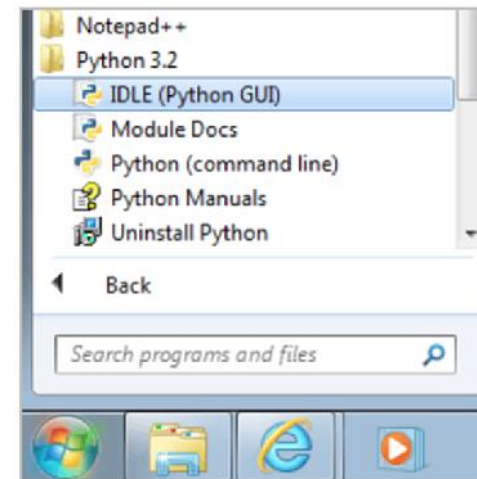 Notepad++
Python 3.2
IDLE (Python GUI)
Module Docs
Python (command line)
Python Manuals
Uninstall Python
Back
Search programs and files